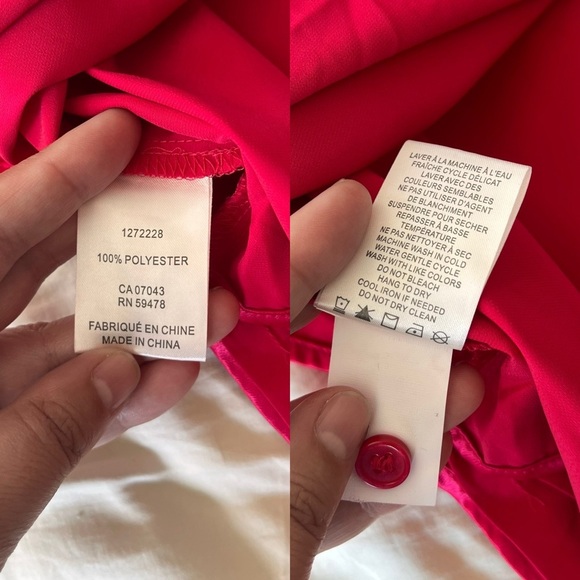 1272228
100% POLYESTER
CA 07043
RN 59478
FABRIQUÉ EN CHINE
MADE IN CHINA
LAVER À LA MACHINE À L'EAU
FRAÎCHE CYCLE DÉLICAT
LAVER AVEC DES
COULEURS SEMBLABLES
NE PAS UTILISER D'AGENT
DE BLANCHIMENT
SUSPENDRE POUR SÉCHER
REPASSER À BASSE
TEMPÉRATURE
NE PAS NETTOYER À SEC
MACHINE WASH IN COLD
WATER GENTLE CYCLE
WASH WITH LIKE COLORS
DO NOT BLEACH
HANG TO DRY
COOL IRON IF NEEDED
DO NOT DRY CLEAN